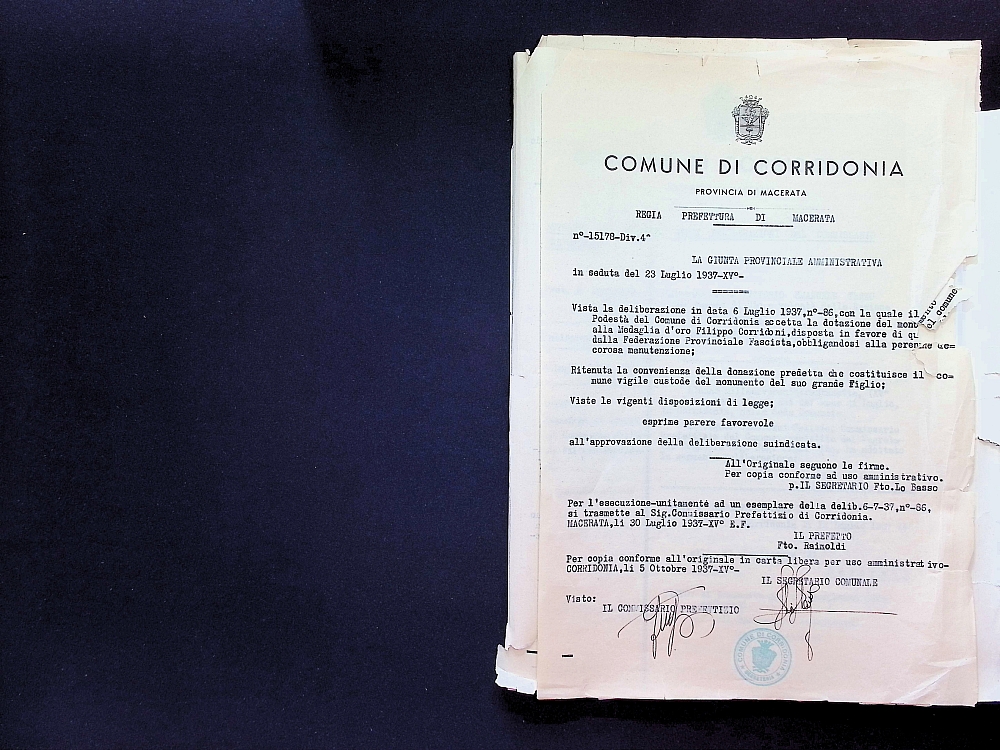 COMUNE DI CORRIDONIA
PROVINCIA DI MACERATA
REGIA PREFETTURA DI MACERATA
n°-15178-Div.4^
LA GIUNTA PROVINCIALE AMMINISTRATIVA
in seduta del 23 Luglio 1937-XV°-
Vista la deliberazione in data 6 Luglio 1937,n°-86,con la quale il
Podestà del Comune di Corridonia accetta la dotazione del
alla Medaglia d'oro Filippo Corridoni,disposta in favore di
dalla Federazione Provinciale Fascista,obbligandosi alla perenne de=
corosa manutenzione;
el comune
Ritenuta la convenienza della donazione predetta che costituisce il co=
mune vigile custode del monumento del suo grande Figlio;
Viste le vigenti disposizioni di legge;
esprime parere favorevole
all'approvazione della deliberazione suindicata.
All'Originale seguono le firme.
Per copia conforme ad uso amministrativo.
p.IL SEGRETARIO Fto.Lo Basso
Per l'esecuzione-unitamente ad un esemplare della delib.6-7-37,n°-86,
si trasmette al Sig.Commissario Prefettizio di Corridonia.
MACERATA,li 30 Luglio 1937-XV° E.F.
IL PREFETTO
Fto. Rainoldi
Per copia conforme all'originale in carta libera per uso amministrativo-
CORRIDONIA,li 5 Ottobre 1937-XV°-
IL SEGRETARIO COMUNALE
Visto:
IL COMMISSARIO PREFETTIZIO
COMUNE DI CORRIDONIA
SEGRETERIA